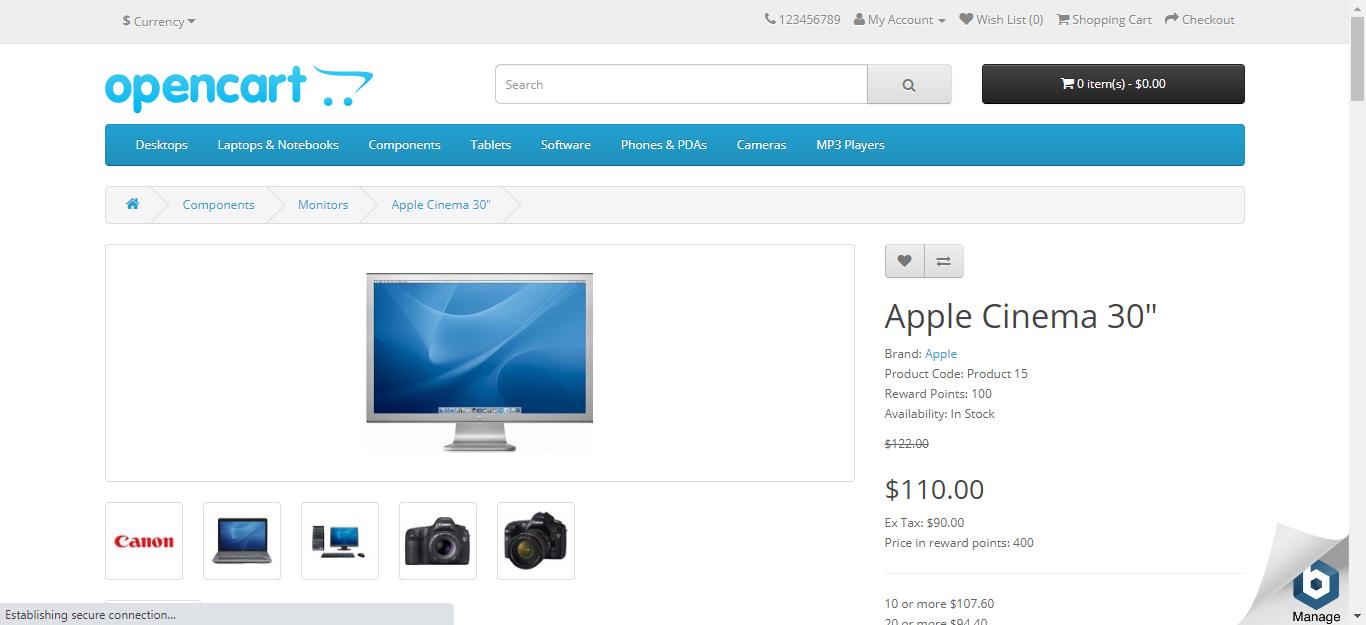 $ Currency
123456789 My Account Wish List (0) Shopping Cart Checkout
opencart
Search
0 item(s) - $0.00
Desktops Laptops & Notebooks Components Tablets Software Phones & PDAs Cameras MP3 Players
Components Monitors Apple Cinema 30"
Apple Cinema 30"
Brand: Apple
Product Code: Product 15
Reward Points: 100
Availability: In Stock
$122.00
$110.00
Ex Tax: $90.00
Price in reward points: 400
10 or more $107.60
20 or more $94.40
Canon
Manage
Establishing secure connection...